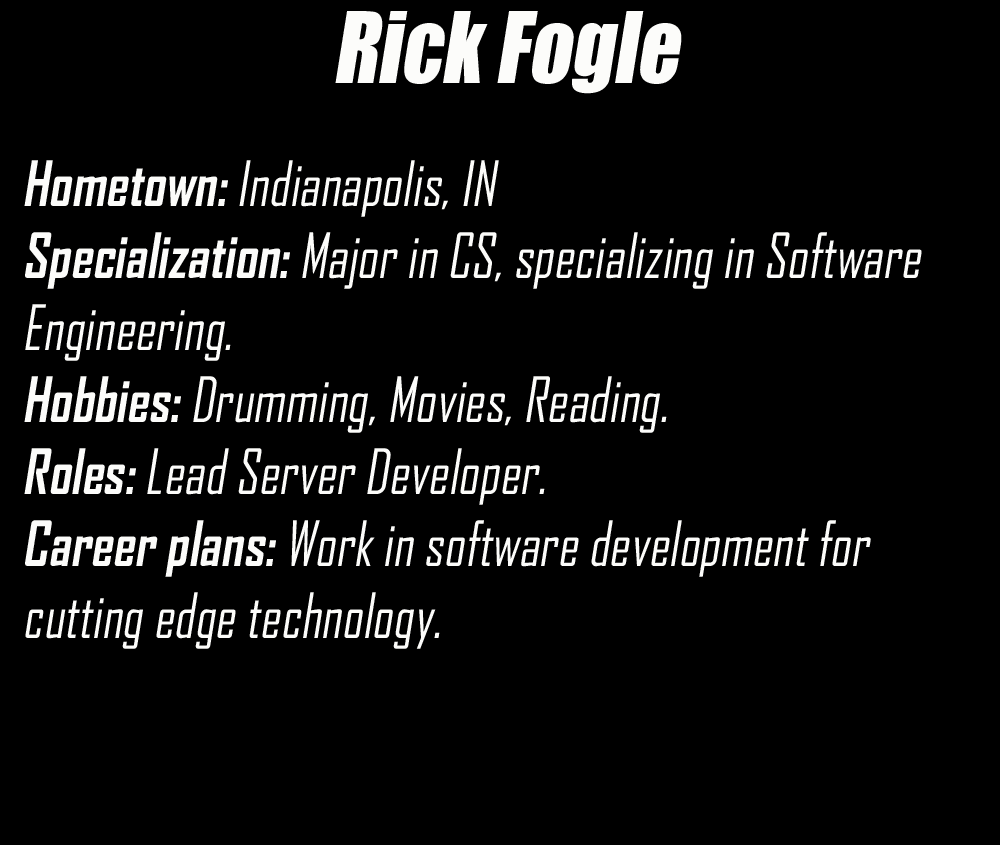 Rick Fogle
Hometown: Indianapolis, IN
Specialization: Major in CS, specializing in Software
Engineering.
Hobbies: Drumming, Movies, Reading.
Roles: Lead Server Developer.
Career plans: Work in software development for
cutting edge technology.